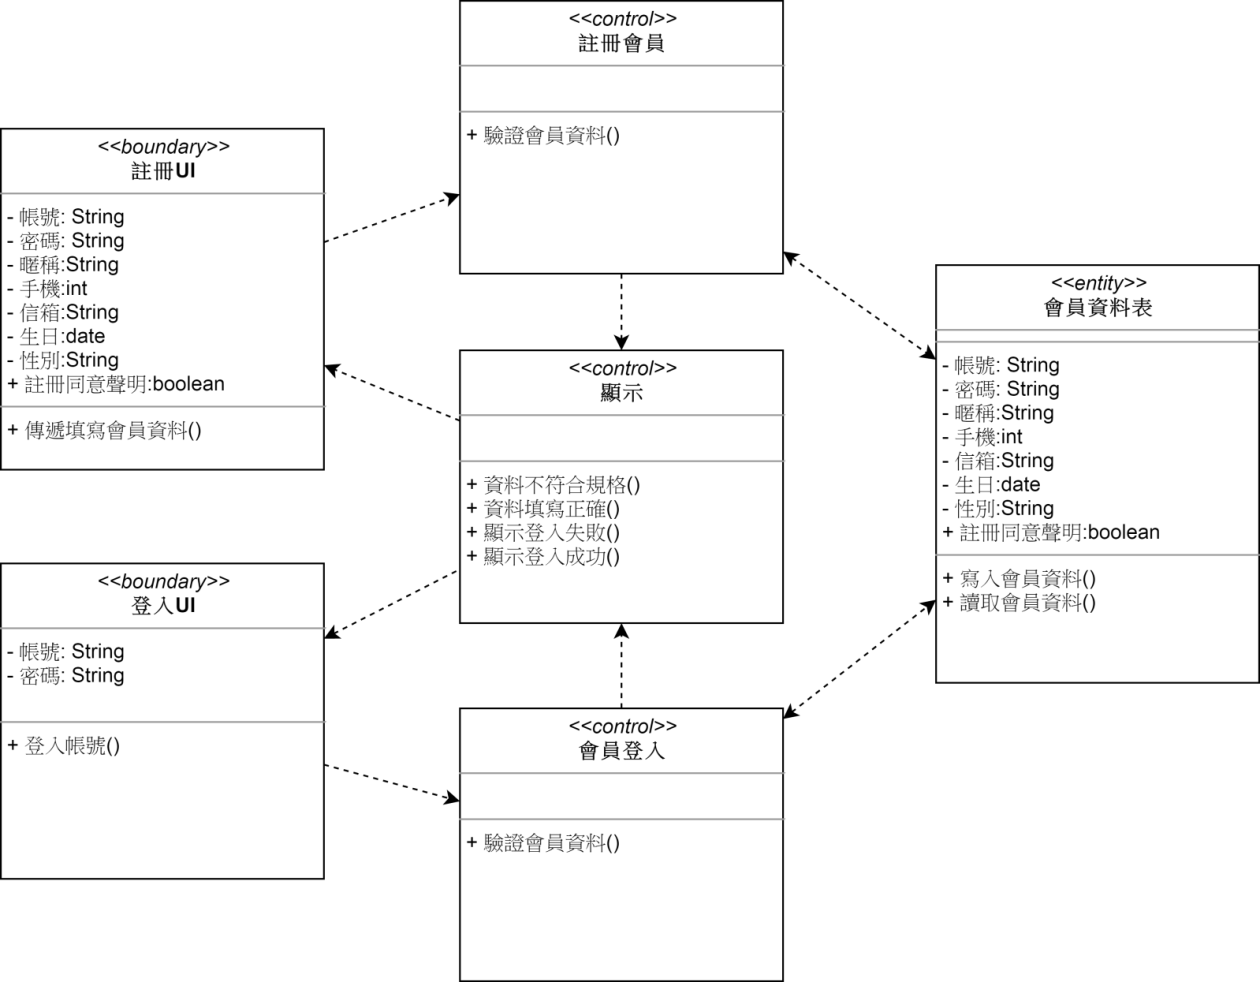 <<control>>
註冊會員
+ 驗證會員資料()
<<boundary>>
註冊UI
- 帳號: String
- 密碼: String
- 暱稱:String
- 手機:int
- 信箱:String
- 生日:date
- 性別:String
+ 註冊同意聲明:boolean
+ 傳遞填寫會員資料()
<<control>>
顯示
+ 資料不符合規格()
+ 資料填寫正確()
+ 顯示登入失敗()
+ 顯示登入成功()
<<entity>>
會員資料表
- 帳號: String
- 密碼: String
- 暱稱:String
- 手機:int
- 信箱:String
- 生日:date
- 性別:String
+ 註冊同意聲明:boolean
+ 寫入會員資料()
+ 讀取會員資料()
<<boundary>>
登入UI
- 帳號: String
- 密碼: String
+ 登入帳號()
<<control>>
會員登入
+ 驗證會員資料()